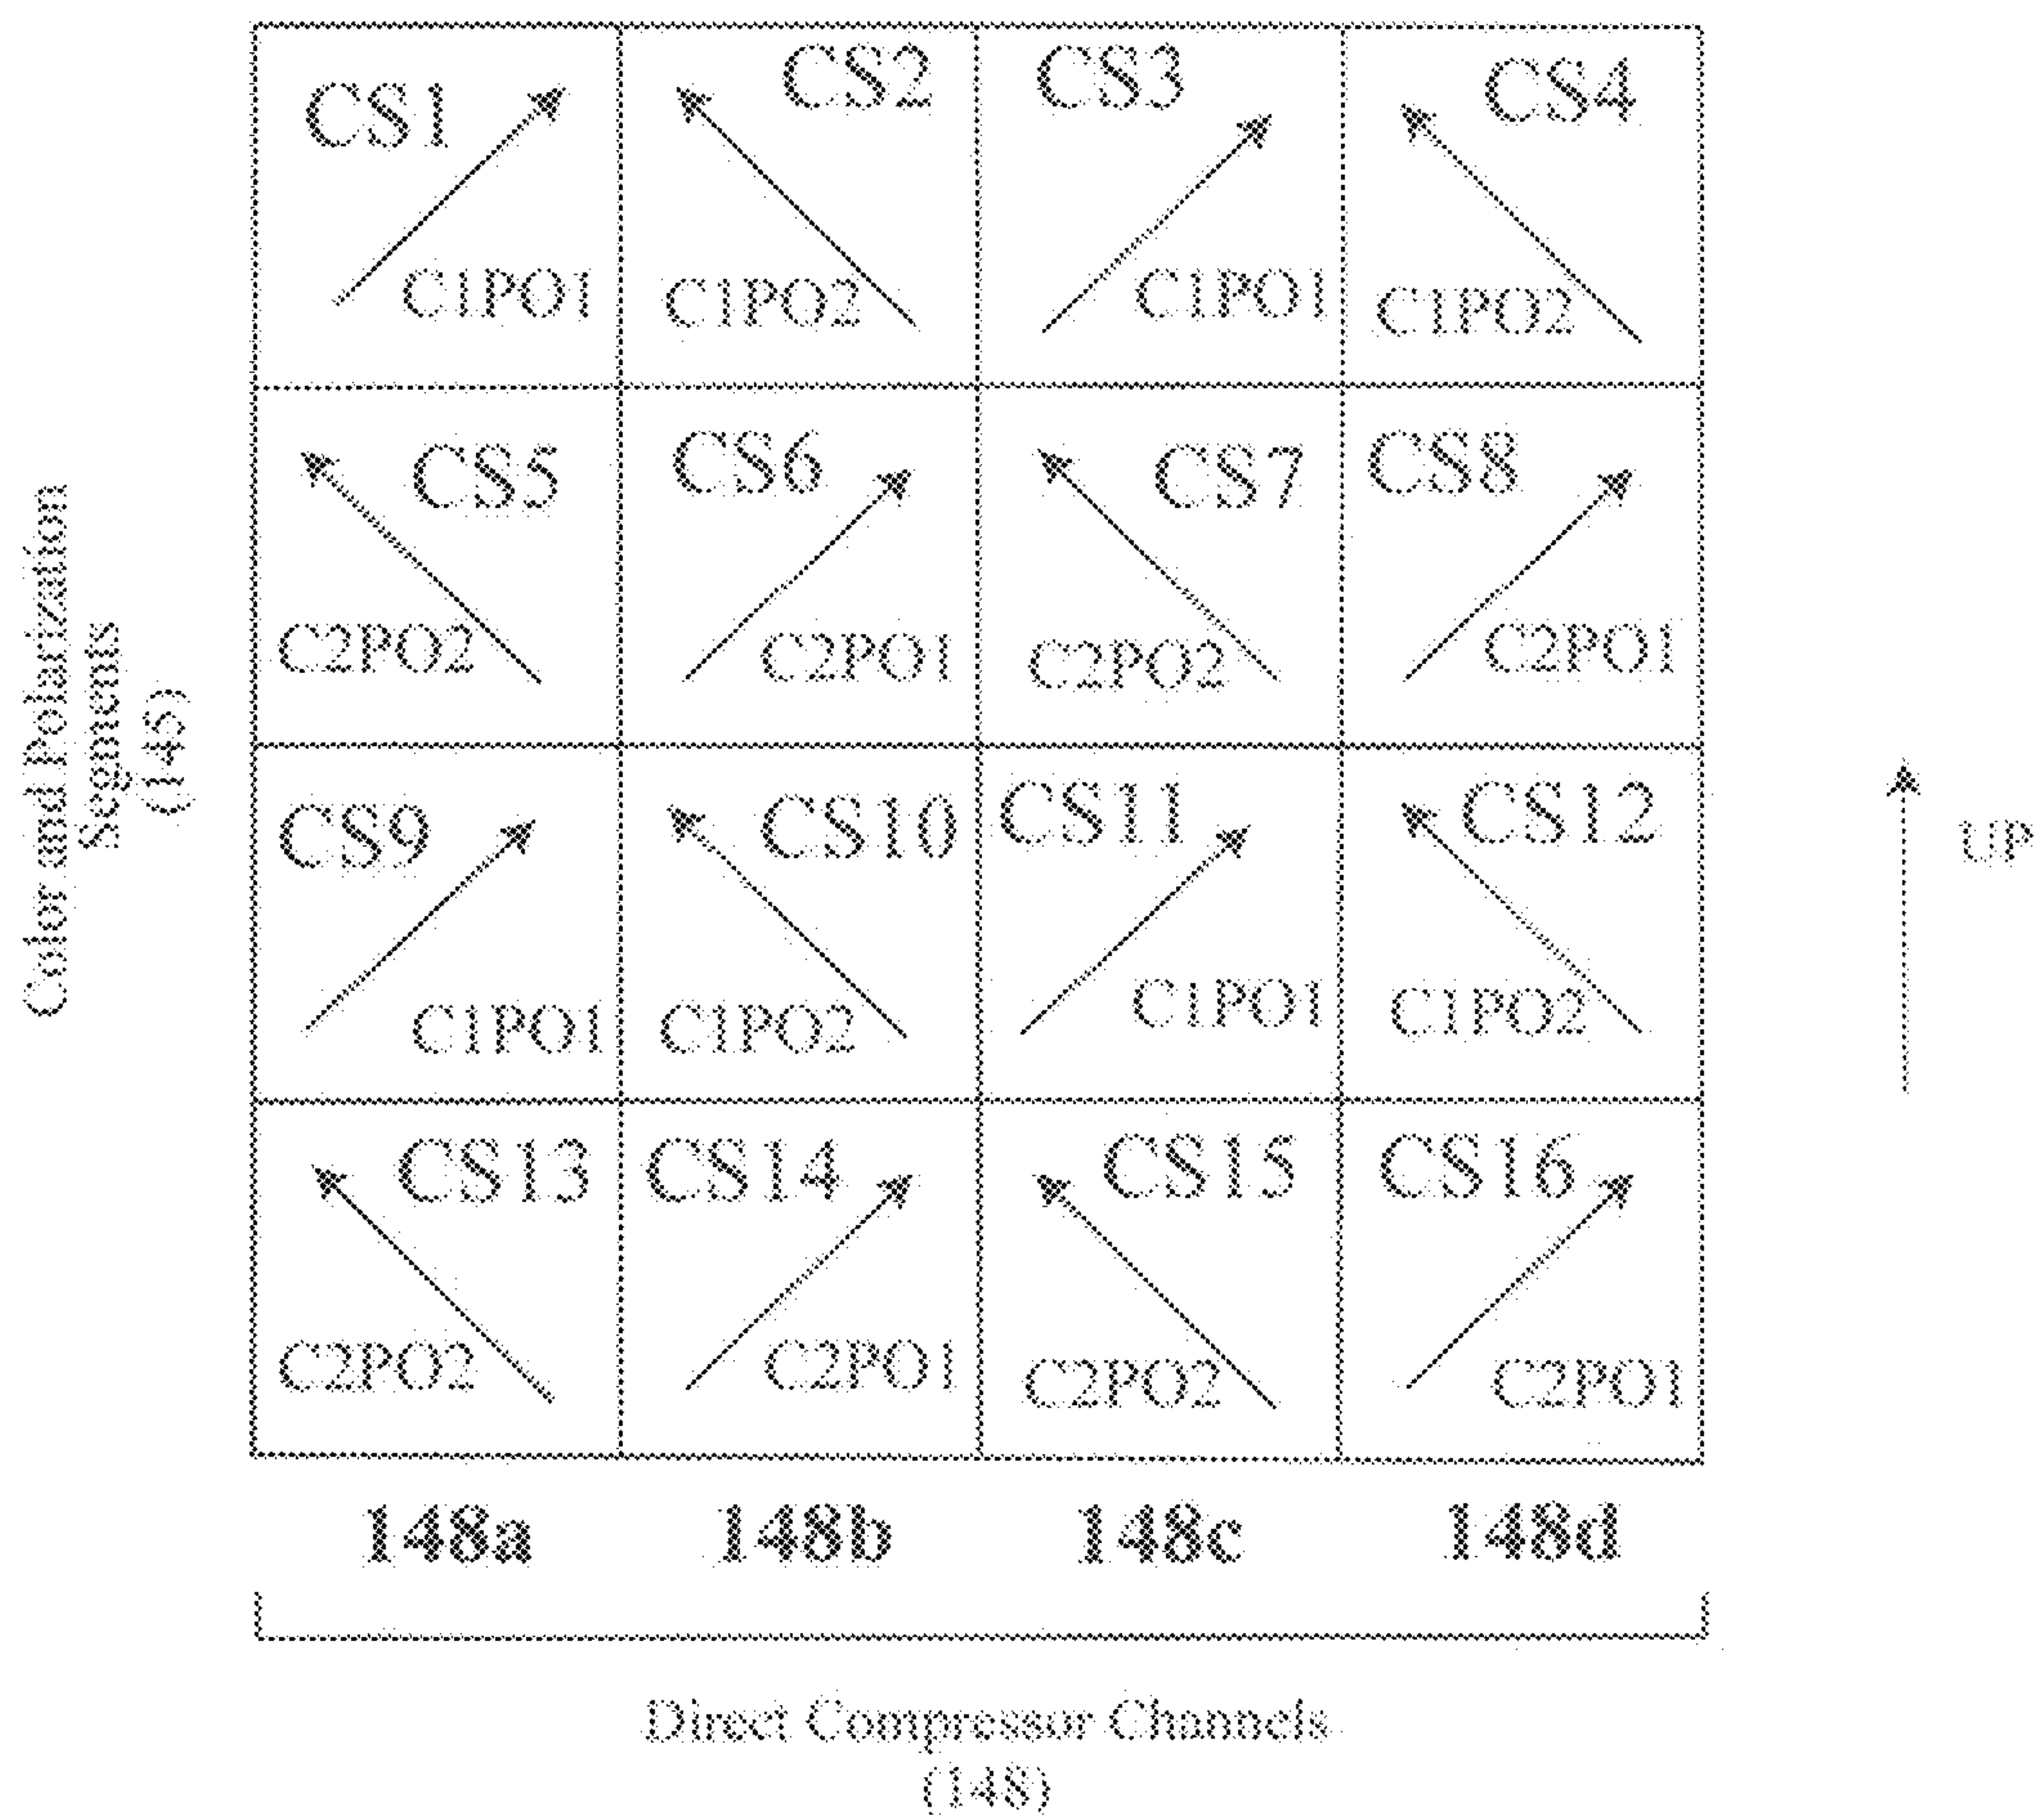 CS1
CS2
CS3
CS4
C1PO1
C1PO2
C1PO1
C1PO2
CS5
CS6
CS7
CS8
C2PO2
C2PO1
C2PO2
C2PO1
CS9
CS10
CS11
CS12
C1PO1
C1PO2
C1PO1
C1PO2
CS13
CS14
CS15
CS16
C2PO2
C2PO1
C2PO2
C2PO1
Color and Polarization
Segments
(145)
UP
148a
148b
148c
148d
Direct Compressor Channels
(148)